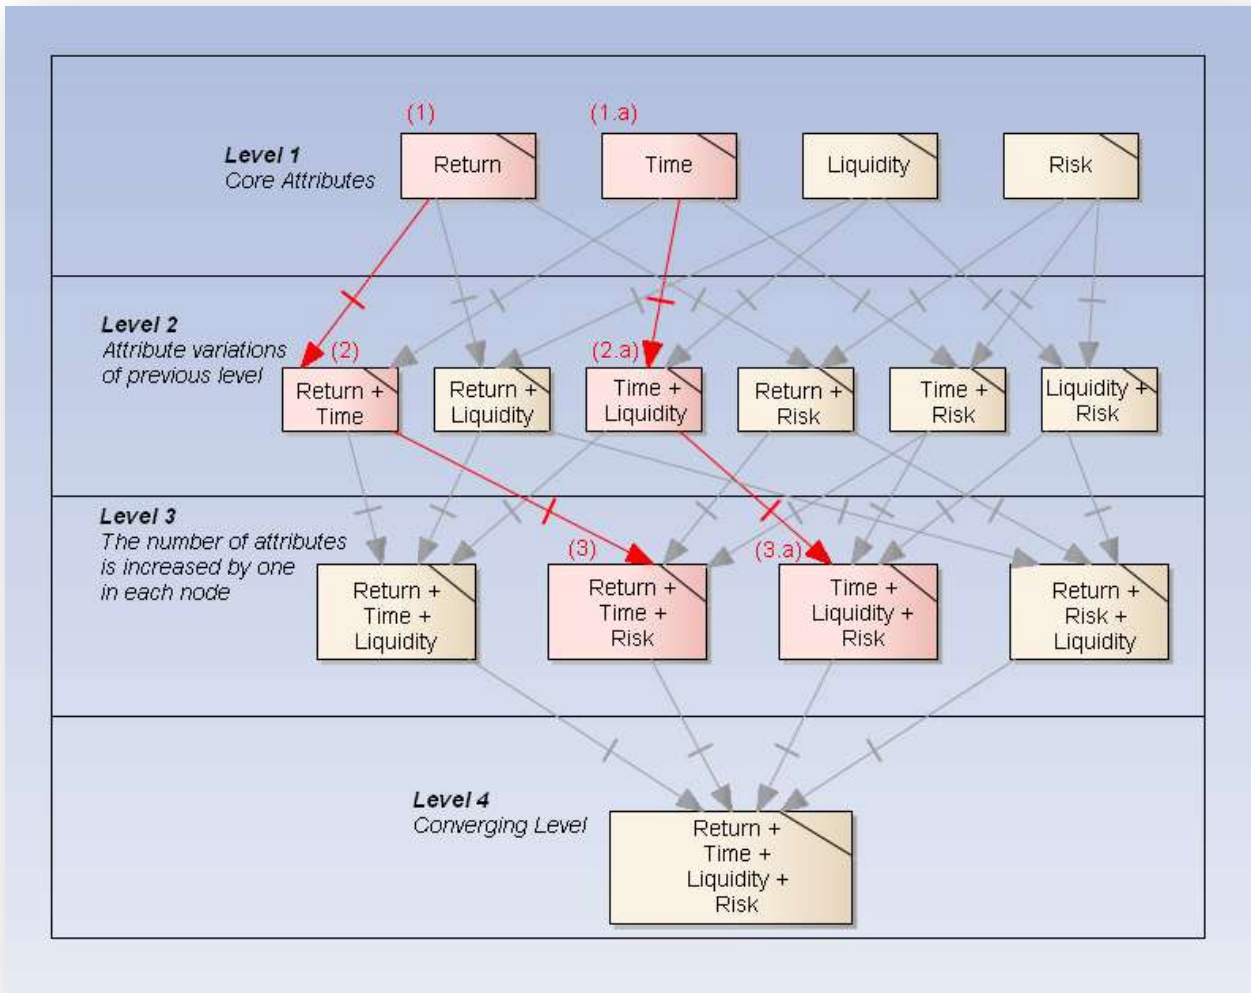 (1)
(1.a)
Level 1
Core Attributes
Return
Time
Liquidity
Risk
Level 2
Attribute variations
of previous level
(2)
(2.a)
Return +
Time
Return +
Liquidity
Time +
Liquidity
Return +
Risk
Time +
Risk
Liquidity +
Risk
Level 3
The number of attributes
is increased by one
in each node
(3)
(3.a)
Return +
Time +
Liquidity
Return +
Time +
Risk
Time +
Liquidity +
Risk
Return +
Risk +
Liquidity
Level 4
Converging Level
Return +
Time +
Liquidity +
Risk